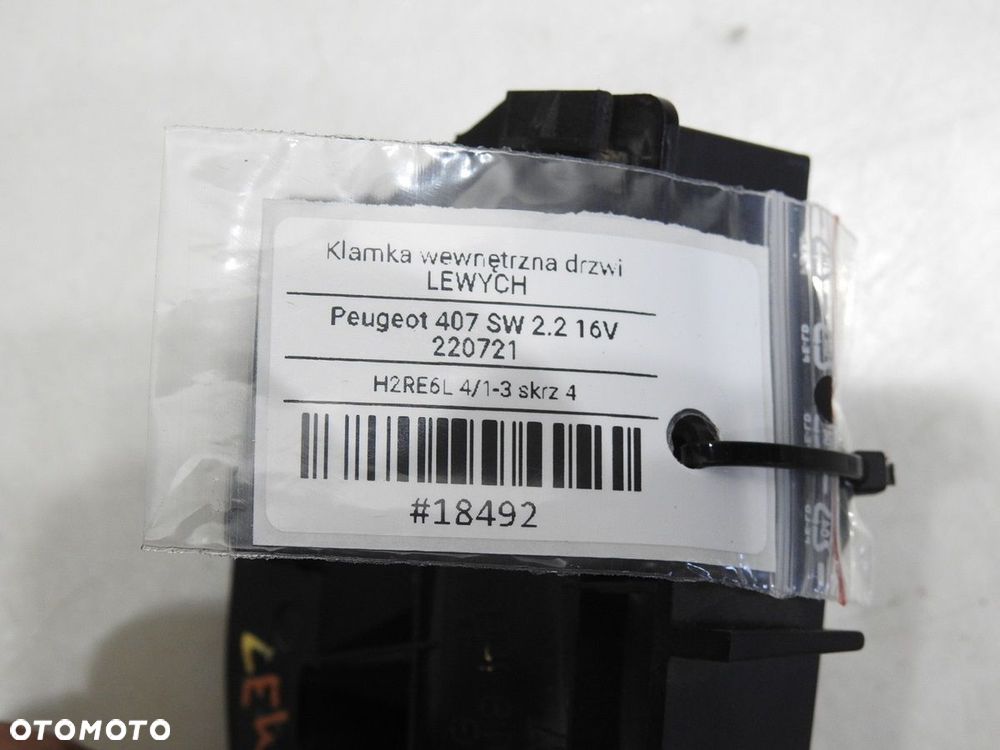 Klamka wewnętrzna drzwi
LEWYCH
Peugeot 407 SW 2.2 16V
220721
H2RE6L 4/1-3 skrz 4
#18492
LEW
OTOMOTO